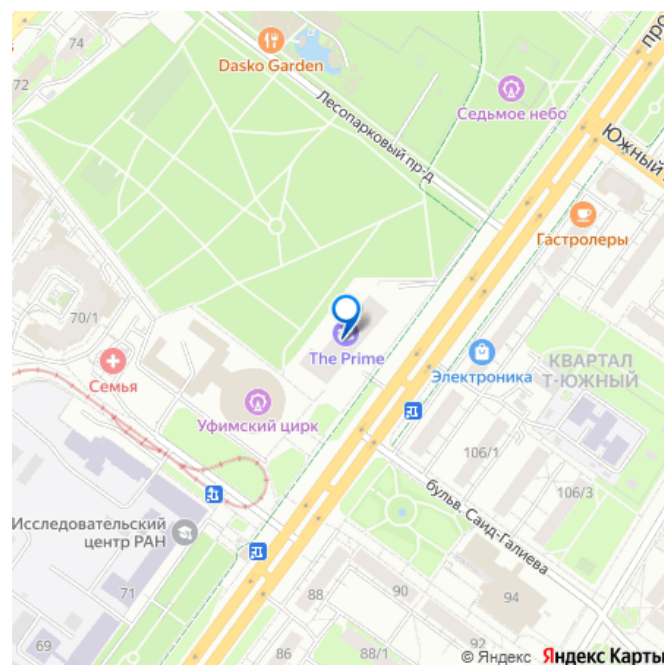 74
72
Dasko Garden
Лесопарковый пр-д
Седьмое небо
про
Южный
Гастролеры
70/1
Семья
The Prime
Уфимский цирк
Электроника
КВАРТАЛ
Т-ЮЖНЫЙ
106/1
106/3
бульв. Саид-Галиева
Исследовательский
центр РАН
71
69
88
90
94
92
86
88/1
© Яндекс Яндекс Карты